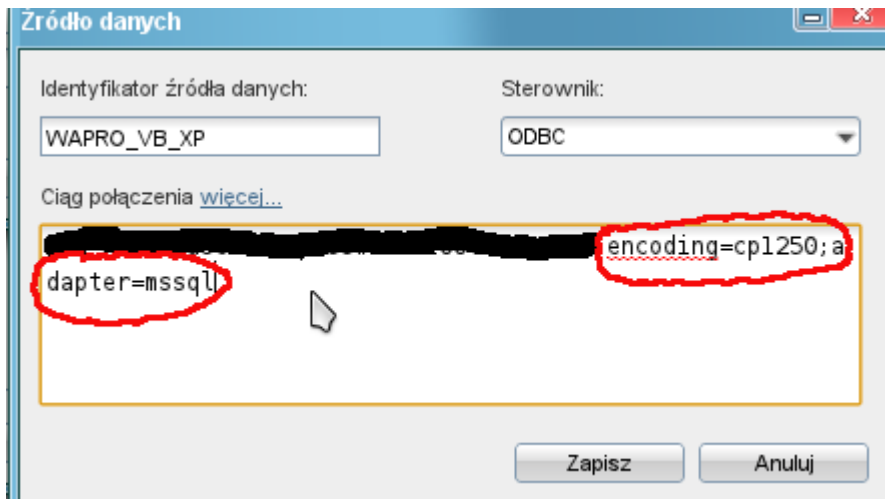 Źródło danych
Identyfikator źródła danych:
Sterownik:
WAPRO_VB_XP
ODBC
Ciąg połączenia więcej...
encoding=cp1250;a
dapter=mssql
Zapisz
Anuluj